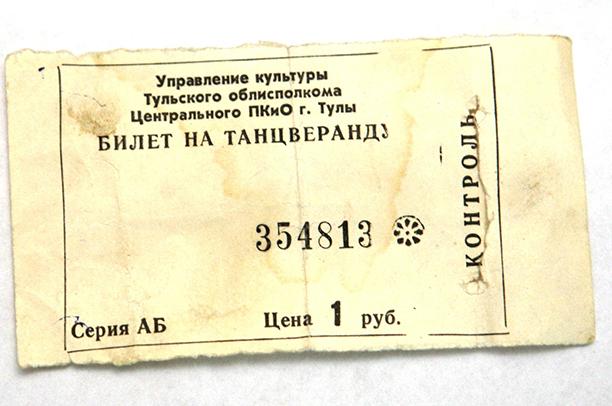 Управление культуры
Тульского облисполкома
Центрального ПКиО г. Тулы
БИЛЕТ НА ТАНЦВЕРАНДУ
354813
Серия АБ
Цена 1 руб.
КОНТРОЛЬ